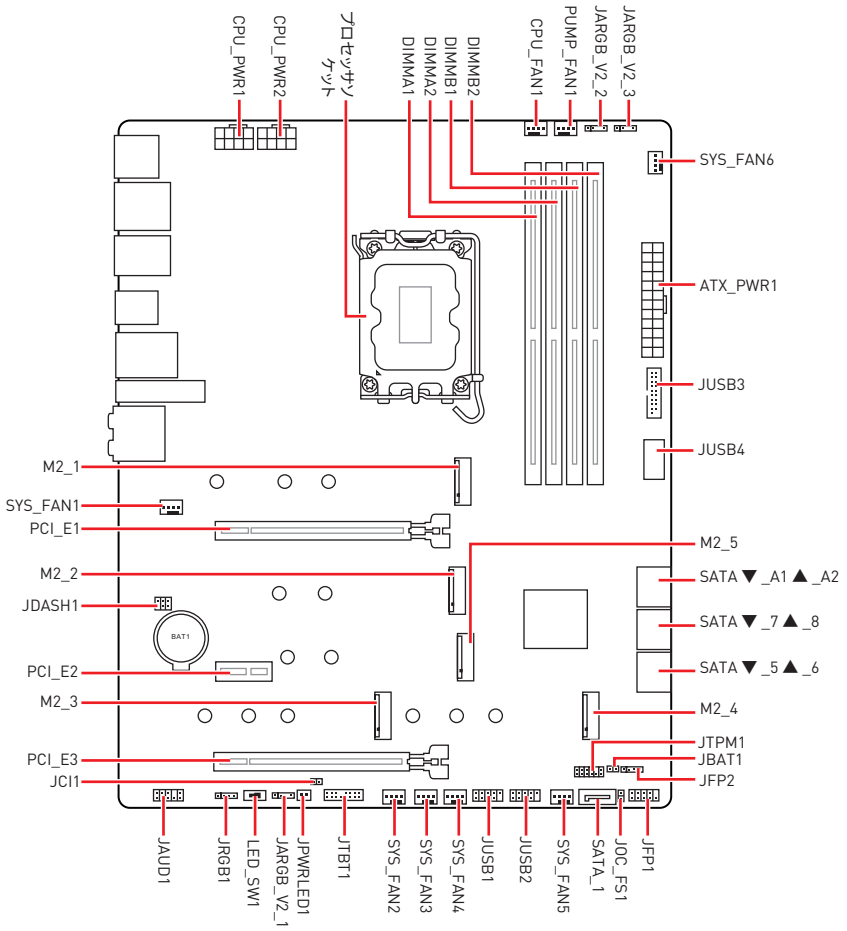 CPU_PWR1
CPU_PWR2
プロセッサソ
ケット
DIMMA1
DIMMA2
DIMMB1
DIMMB2
CPU_FAN1
PUMP_FAN1
JARGB_V2_2
JARGB_V2_3
SYS_FAN6
ATX_PWR1
JUSB3
JUSB4
M2_1
SYS_FAN1
PCI_E1
M2_5
M2_2
SATA ▼ _A1 ▲ _A2
JDASH1
SATA ▼ _7 ▲ _8
BAT1
PCI_E2
SATA ▼ _5 ▲ _6
M2_3
M2_4
JTPM1
PCI_E3
JBAT1
JCI1
JFP2
JAUD1
JRGB1
LED_SW1
JARGB_V2_1
JPWRLED1
JTBT1
SYS_FAN2
SYS_FAN3
SYS_FAN4
JUSB1
JUSB2
SYS_FAN5
SATA_1
JOC_FS1
JFP1